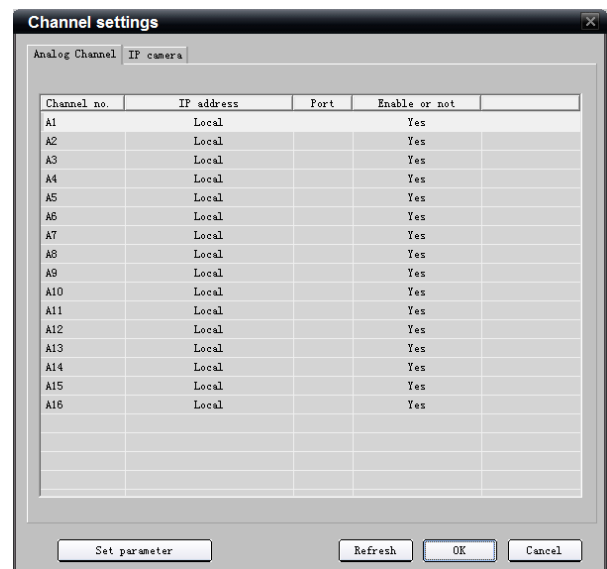 Channel settings
Analog Channel IP camera
Channel no. IP address Port Enable or not
A1 Local Yes
A2 Local Yes
A3 Local Yes
A4 Local Yes
A5 Local Yes
A6 Local Yes
A7 Local Yes
A8 Local Yes
A9 Local Yes
A10 Local Yes
A11 Local Yes
A12 Local Yes
A13 Local Yes
A14 Local Yes
A15 Local Yes
A16 Local Yes
Set parameter Refresh OK Cancel